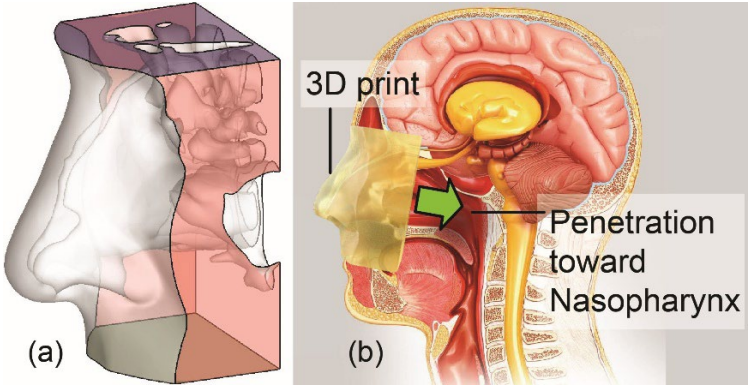 3D print
Penetration
toward
Nasopharynx
(a)
(b)